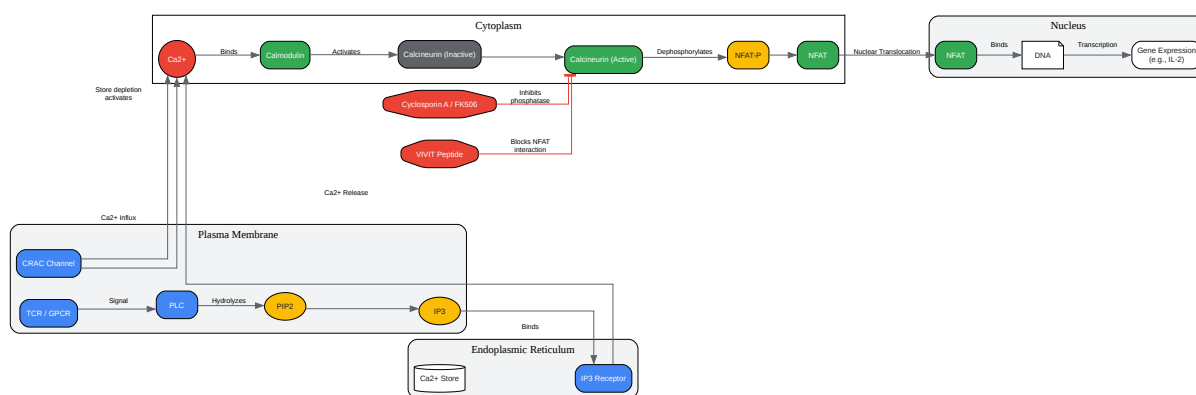 Cytoplasm
Nucleus
Ca2+
Binds
Calmodulin
Activates
Calcineurin (Inactive)
Calcineurin (Active)
Dephosphorylates
NFAT-P
NFAT
Nuclear Translocation
NFAT
Binds
DNA
Transcription
Gene Expression
(e.g., IL-2)
Store depletion
activates
Cyclosporin A / FK506
Inhibits
phosphatase
VIVIT Peptide
Blocks NFAT
interaction
Ca2+ Release
Ca2+ Influx
Plasma Membrane
CRAC Channel
TCR / GPCR
Signal
PLC
Hydrolyzes
PIP2
IP3
Binds
Endoplasmic Reticulum
Ca2+ Store
IP3 Receptor